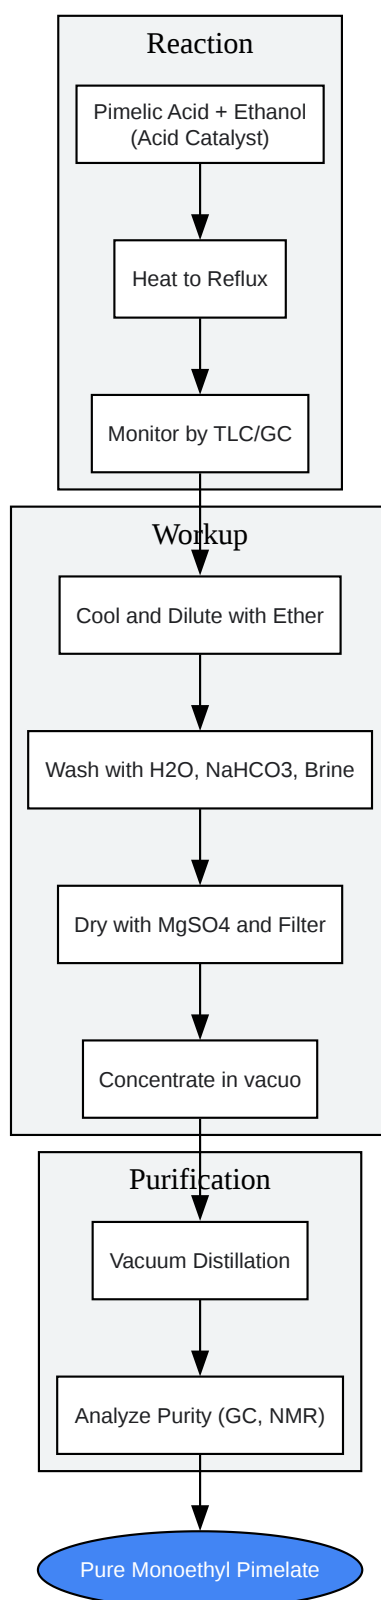 Reaction
Pimelic Acid + Ethanol
(Acid Catalyst)
Heat to Reflux
Monitor by TLC/GC
Workup
Cool and Dilute with Ether
Wash with H2O, NaHCO3, Brine
Dry with MgSO4 and Filter
Concentrate in vacuo
Purification
Vacuum Distillation
Analyze Purity (GC, NMR)
Pure Monoethyl Pimelate